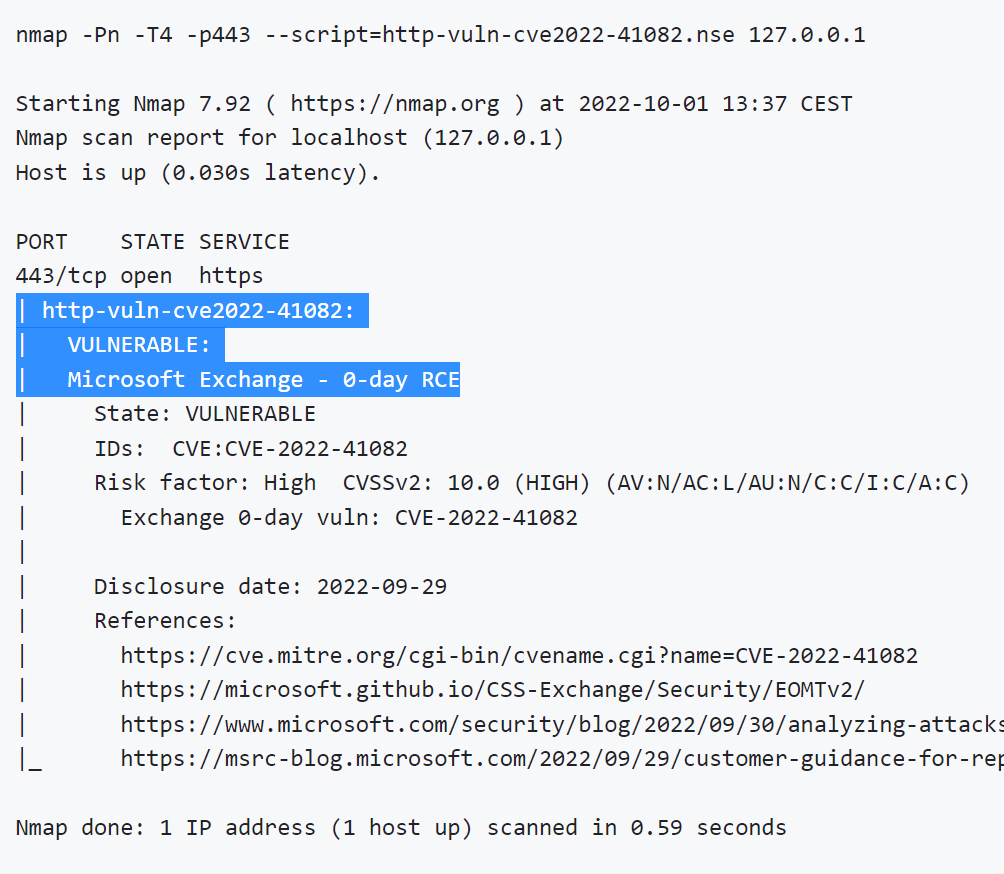 nmap -Pn -T4 -p443 --script=http-vuln-cve2022-41082.nse 127.0.0.1
Starting Nmap 7.92 ( https://nmap.org ) at 2022-10-01 13:37 CEST
Nmap scan report for localhost (127.0.0.1)
Host is up (0.030s latency).
PORT    STATE SERVICE
443/tcp open  https
| http-vuln-cve2022-41082:
|   VULNERABLE:
|   Microsoft Exchange - 0-day RCE
|     State: VULNERABLE
|     IDs:  CVE:CVE-2022-41082
|     Risk factor: High  CVSSv2: 10.0 (HIGH) (AV:N/AC:L/AU:N/C:C/I:C/A:C)
|       Exchange 0-day vuln: CVE-2022-41082
|
|     Disclosure date: 2022-09-29
|     References:
|       https://cve.mitre.org/cgi-bin/cvename.cgi?name=CVE-2022-41082
|       https://microsoft.github.io/CSS-Exchange/Security/EOMTv2/
|       https://www.microsoft.com/security/blog/2022/09/30/analyzing-attacks
|_      https://msrc-blog.microsoft.com/2022/09/29/customer-guidance-for-rep
Nmap done: 1 IP address (1 host up) scanned in 0.59 seconds